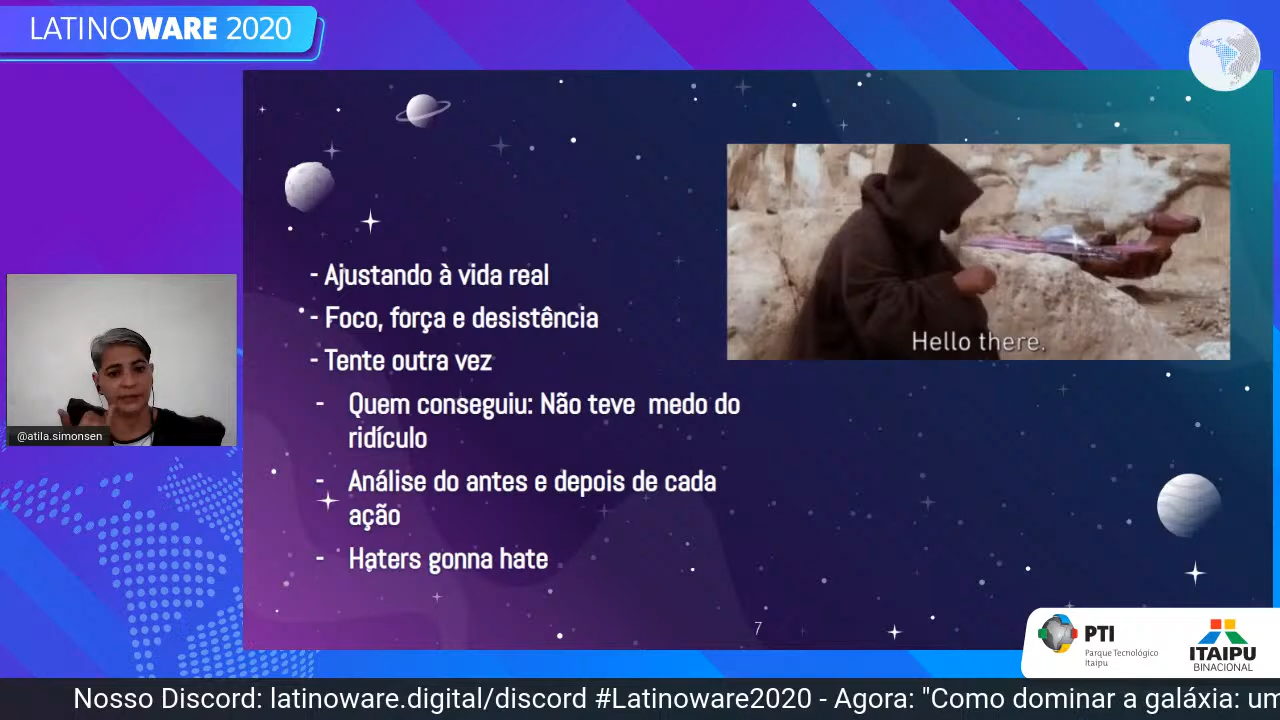 LATINOWARE 2020
- Ajustando à vida real
- Foco, força e desistência
- Tente outra vez
- Quem conseguiu: Não teve medo do
ridículo
- Análise do antes e depois de cada
ação
- Haters gonna hate
Hello there.
@atila.simonsen
7
PTI
Parque Tecnológico
Itaipu
ITAIPU
BINACIONAL
Nosso Discord: latinoware.digital/discord #Latinoware2020 - Agora: "Como dominar a galáxia: um